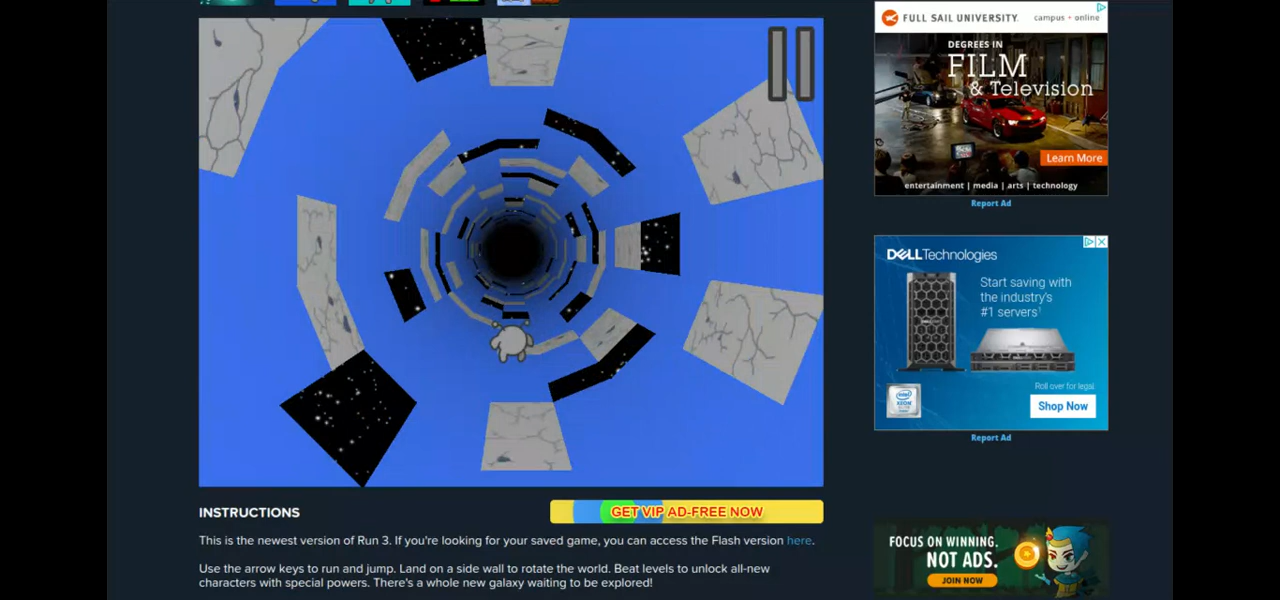 FULL SAIL UNIVERSITY.
campus • online
DEGREES IN
FILM
& Television
Learn More
entertainment | media | arts | technology
Report Ad
DELLTechnologies
Start saving with
the industry's
#1 servers¹
Roll over for legal
Shop Now
Report Ad
INSTRUCTIONS
GET VIP AD-FREE NOW
This is the newest version of Run 3. If you're looking for your saved game, you can access the Flash version here.
Use the arrow keys to run and jump. Land on a side wall to rotate the world. Beat levels to unlock all-new
characters with special powers. There's a whole new galaxy waiting to be explored!
FOCUS ON WINNING.
NOT ADS.
JOIN NOW